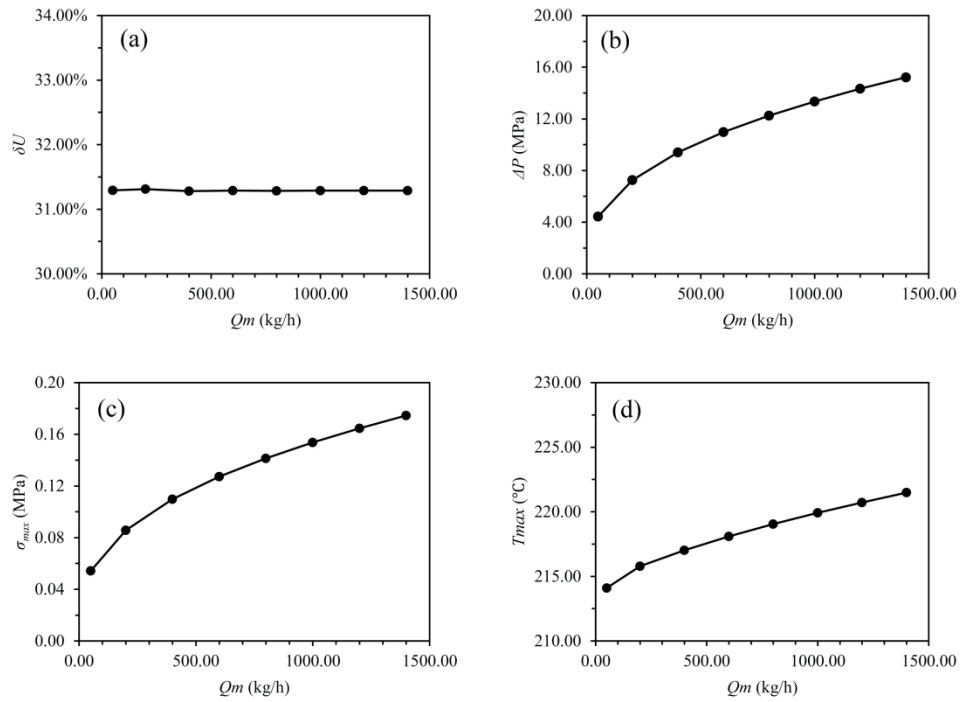 (a)
34.00%
33.00%
32.00%
31.00%
30.00%
δU
0.00 500.00 1000.00 1500.00
Qm (kg/h)
(b)
20.00
16.00
12.00
8.00
4.00
0.00
ΔP (MPa)
0.00 500.00 1000.00 1500.00
Qm (kg/h)
(c)
0.20
0.16
0.12
0.08
0.04
0.00
σmax (MPa)
0.00 500.00 1000.00 1500.00
Qm (kg/h)
(d)
230.00
225.00
220.00
215.00
210.00
Tmax (℃)
0.00 500.00 1000.00 1500.00
Qm (kg/h)